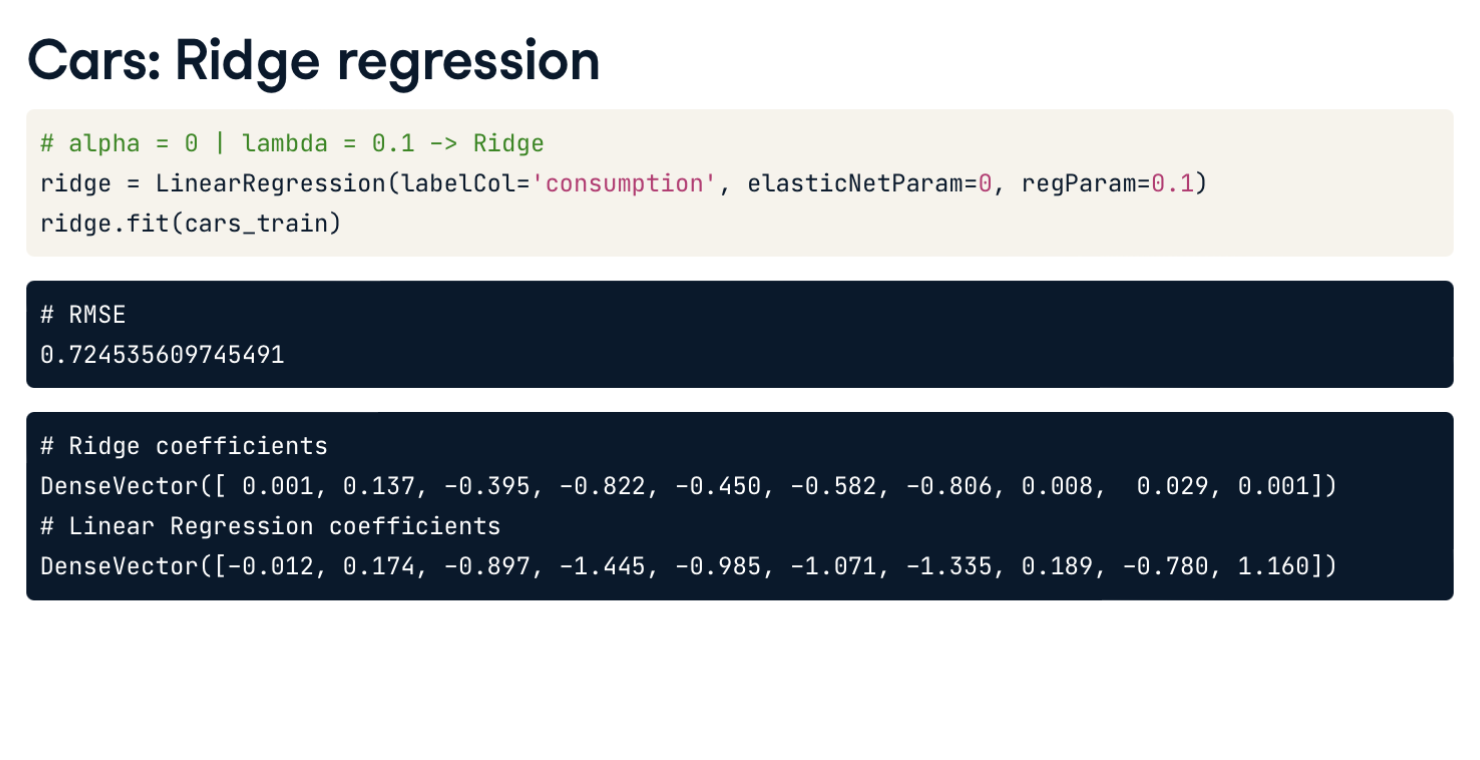 Cars: Ridge regression
# alpha = 0 | lambda = 0.1 -> Ridge
ridge = LinearRegression(labelCol='consumption', elasticNetParam=0, regParam=0.1)
ridge.fit(cars_train)
# RMSE
0.724535609745491
# Ridge coefficients
DenseVector([ 0.001, 0.137, -0.395, -0.822, -0.450, -0.582, -0.806, 0.008,  0.029, 0.001])
# Linear Regression coefficients
DenseVector([-0.012, 0.174, -0.897, -1.445, -0.985, -1.071, -1.335, 0.189, -0.780, 1.160])